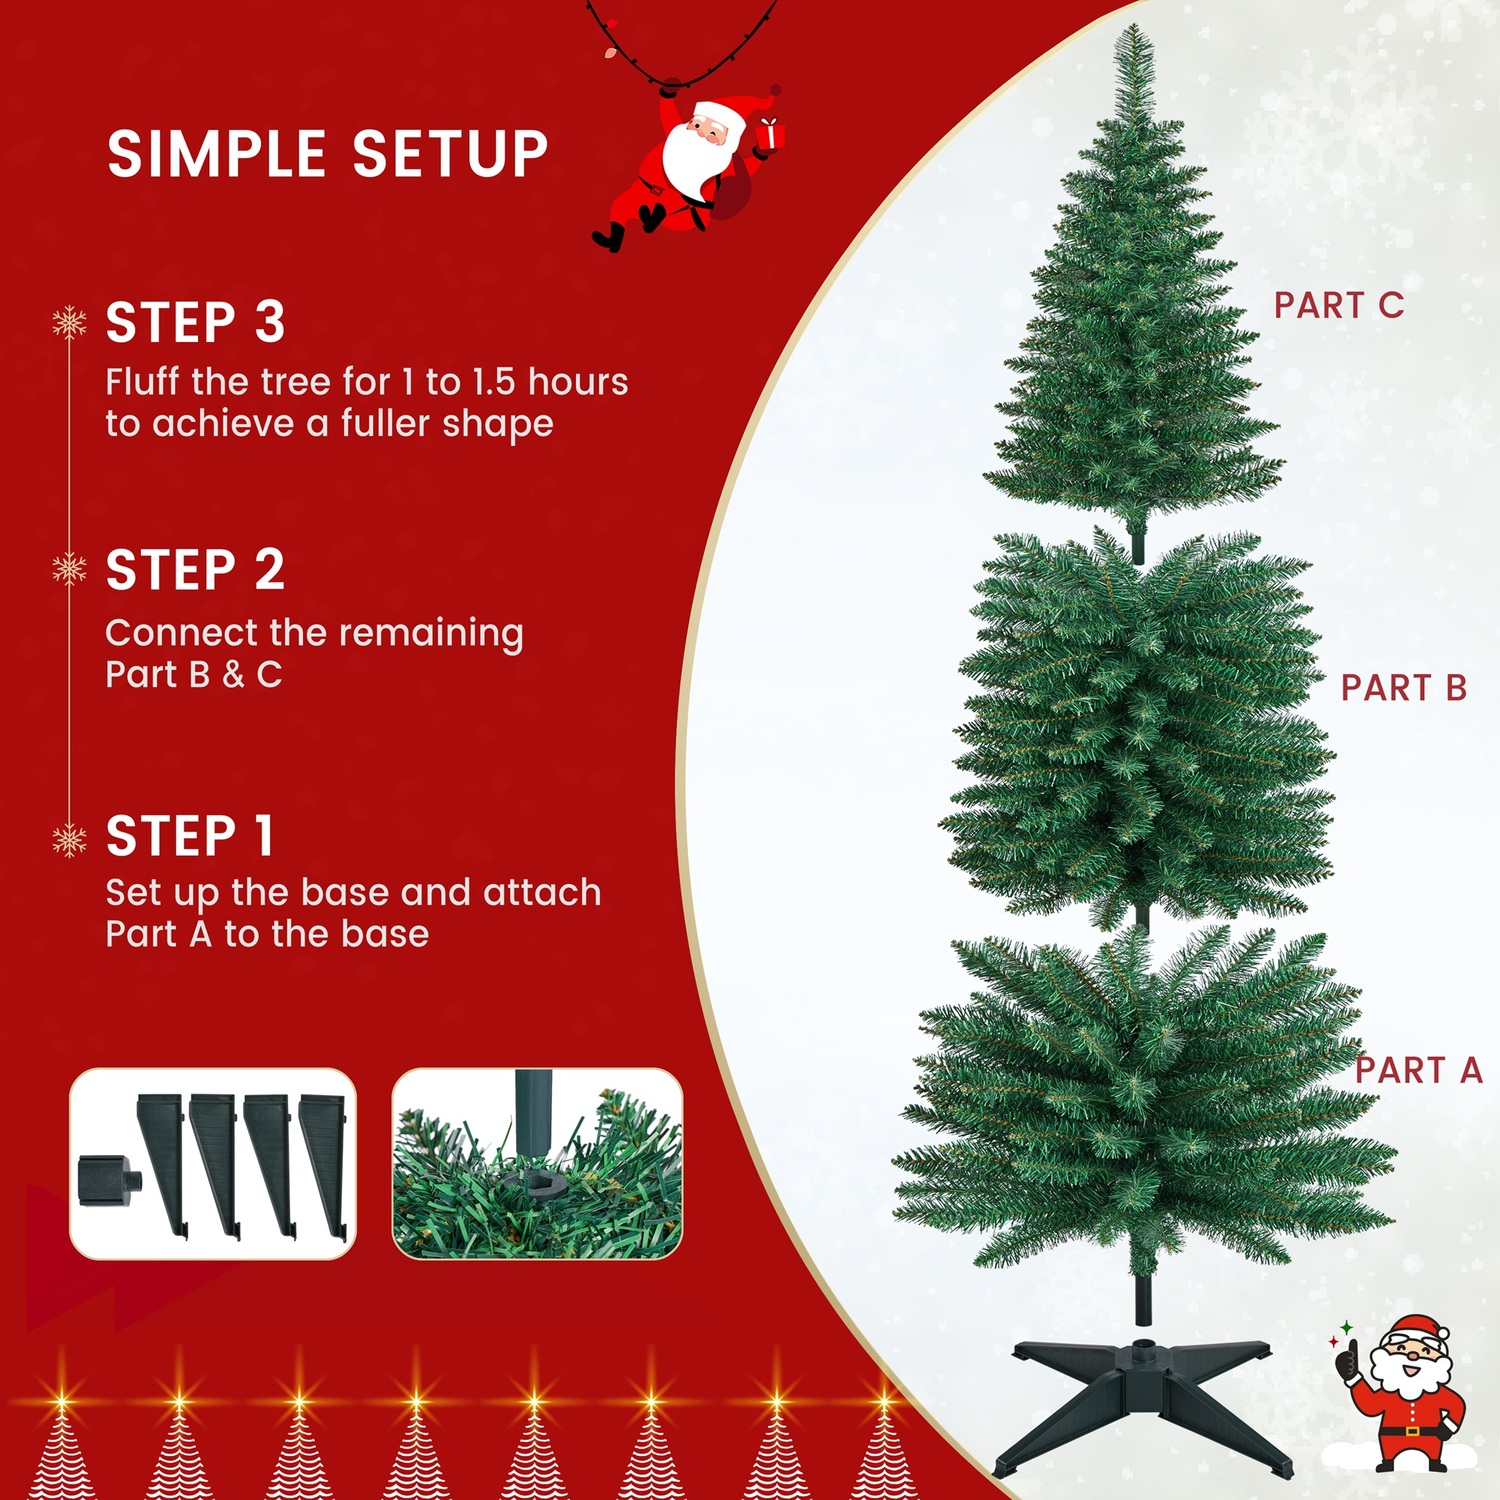 SIMPLE SETUP
STEP 3
Fluff the tree for 1 to 1.5 hours
to achieve a fuller shape
STEP 2
Connect the remaining
Part B & C
STEP 1
Set up the base and attach
Part A to the base
PART C
PART B
PART A